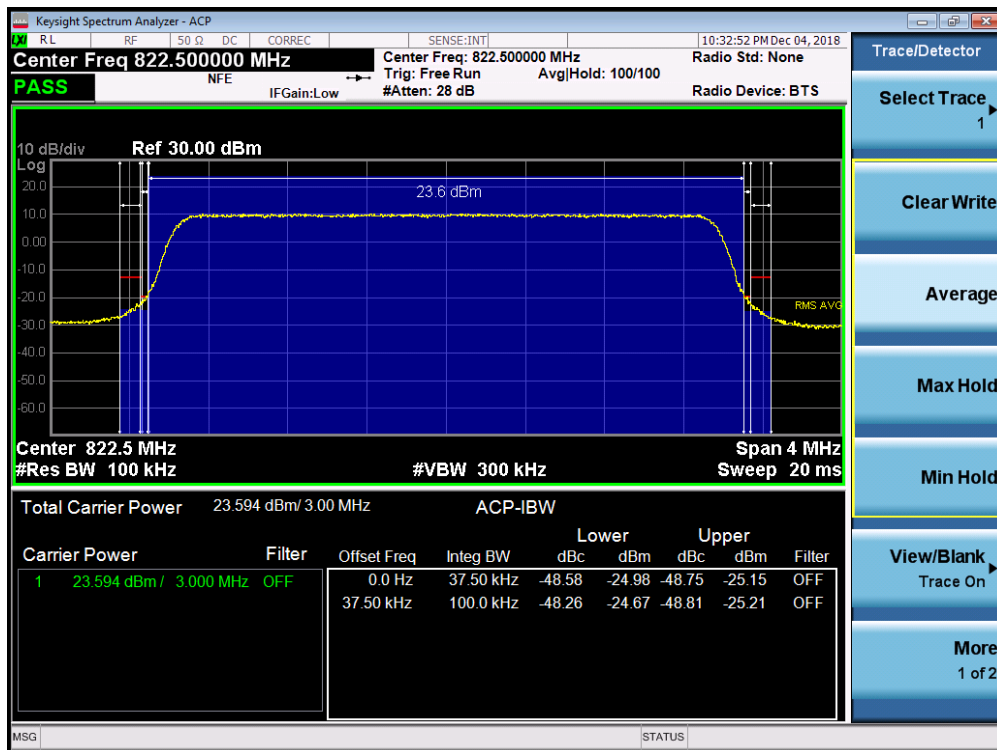 Keysight Spectrum Analyzer - ACP
LXI RL RF 50 Ω DC CORREC SENSE:INT 10:32:52 PM Dec 04, 2018
Center Freq 822.500000 MHz
NFE
PASS
IFGain:Low
Center Freq: 822.500000 MHz
Trig: Free Run Avg|Hold: 100/100
#Atten: 28 dB
Radio Std: None
Radio Device: BTS
10 dB/div Ref 30.00 dBm
Log
20.0
10.0
0.00
-10.0
-20.0
-30.0
-40.0
-50.0
-60.0
23.6 dBm
RMS AVG
Center 822.5 MHz Span 4 MHz
#Res BW 100 kHz #VBW 300 kHz Sweep 20 ms
Total Carrier Power 23.594 dBm/ 3.00 MHz ACP-IBW
Lower Upper
Carrier Power Filter Offset Freq Integ BW dBc dBm dBc dBm Filter
1 23.594 dBm / 3.000 MHz OFF 0.0 Hz 37.50 kHz -48.58 -24.98 -48.75 -25.15 OFF
37.50 kHz 100.0 kHz -48.26 -24.67 -48.81 -25.21 OFF
MSG STATUS
Trace/Detector
Select Trace
1
Clear Write
Average
Max Hold
Min Hold
View/Blank
Trace On
More
1 of 2